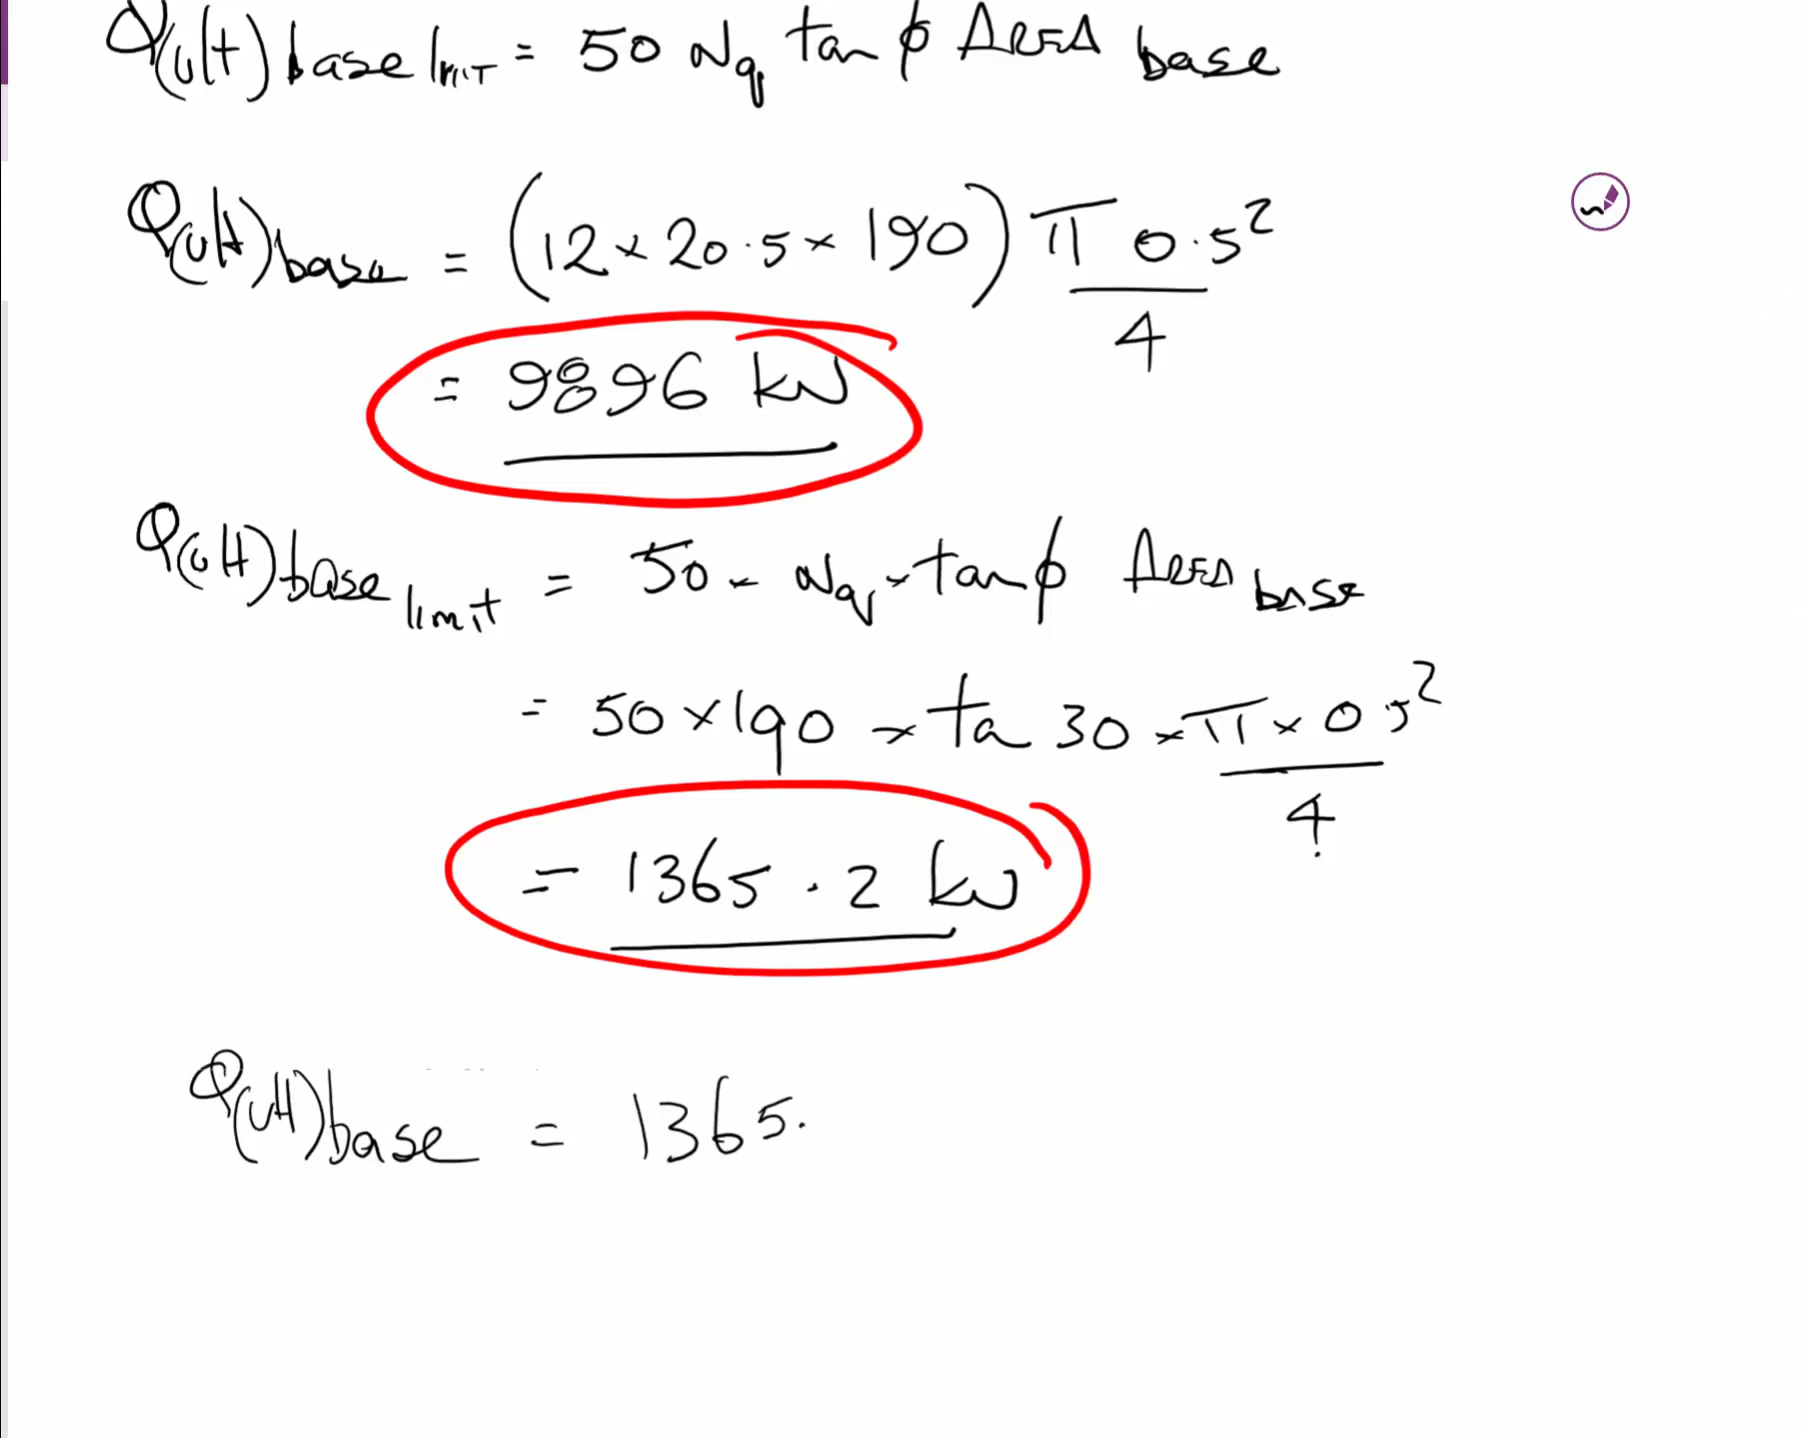 Q(ult) base limit = 50 Nq tan ϕ AREA base
Q(ult) base = (12 × 20.5 × 190) π 0.5² / 4
= 9896 kN
Q(ult) base limit = 50 × Nq × tan ϕ AREA base
= 50 × 190 × ta 30 × π × 0.5² / 4
= 1365.2 kN
Q(ult) base = 1365.